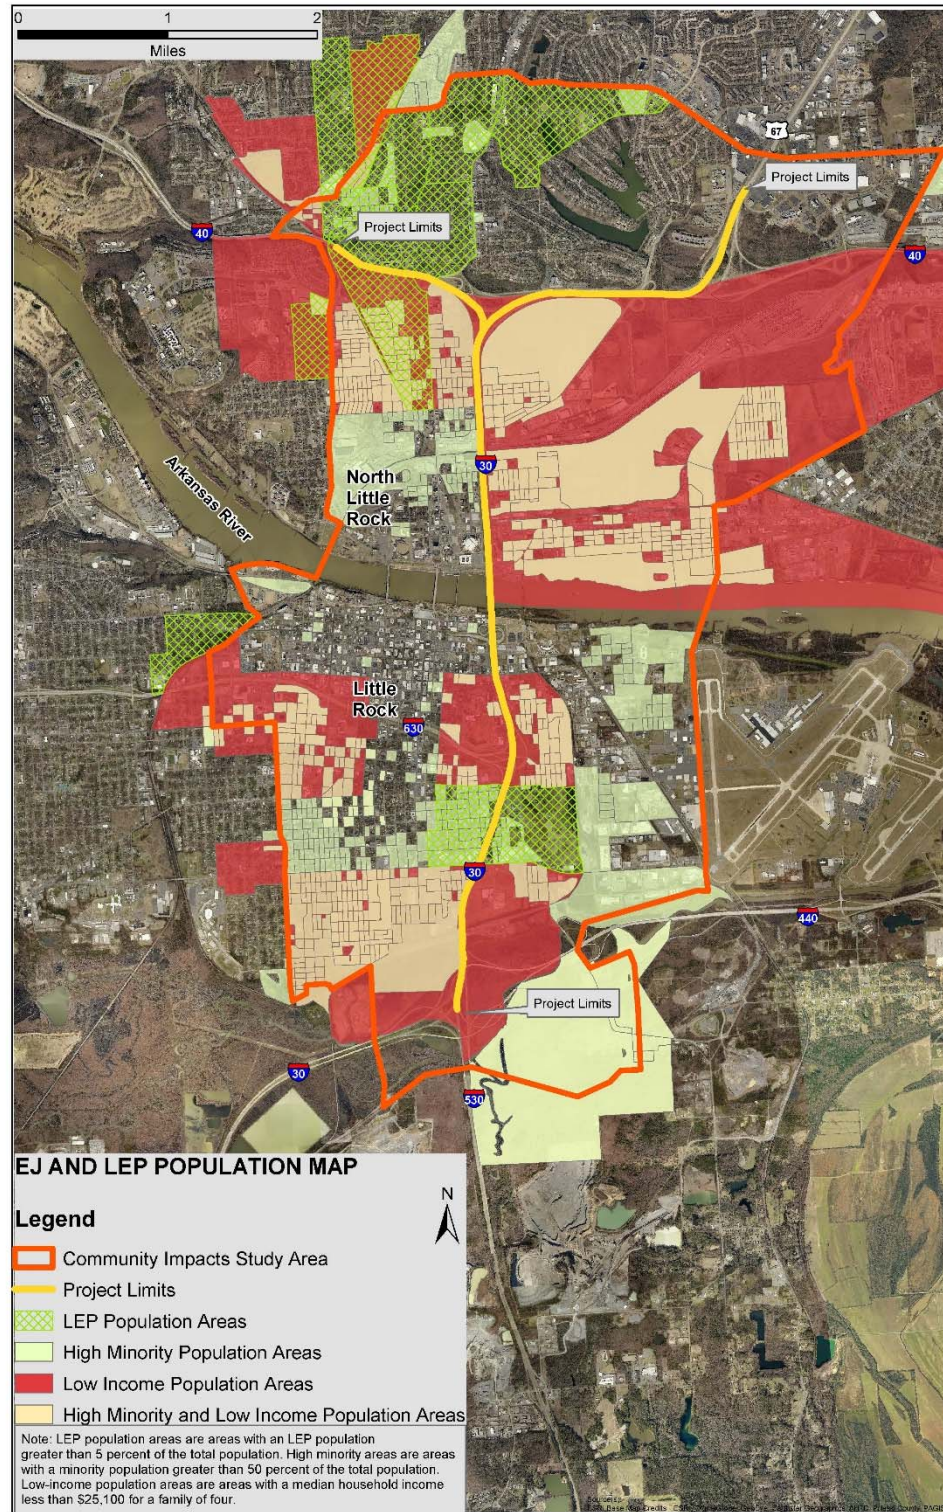 0 1 2
Miles
67
Project Limits
Project Limits
40
40
30
North
Little
Rock
Arkansas River
Little
Rock
630
30
440
Project Limits
30
530
EJ AND LEP POPULATION MAP
N
Legend
Community Impacts Study Area
Project Limits
LEP Population Areas
High Minority Population Areas
Low Income Population Areas
High Minority and Low Income Population Areas
Note: LEP population areas are areas with an LEP population
greater than 5 percent of the total population. High minority areas are areas
with a minority population greater than 50 percent of the total population.
Low-income population areas are areas with a median household income
less than $25,100 for a family of four.